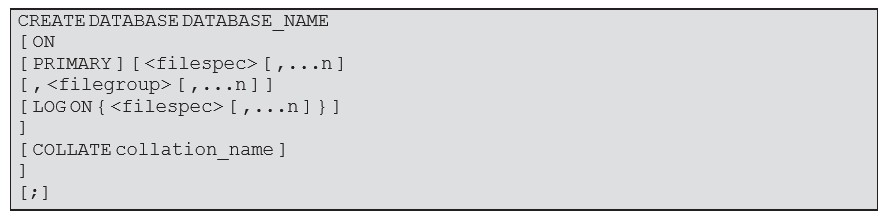 CREATE DATABASE DATABASE_NAME
[ ON
[ PRIMARY ] [ <filespec> [ ,...n ]
[ , <filegroup> [ ,...n ] ]
[ LOG ON { <filespec> [ ,...n ] } ]
]
[ COLLATE collation_name ]
]
[;]